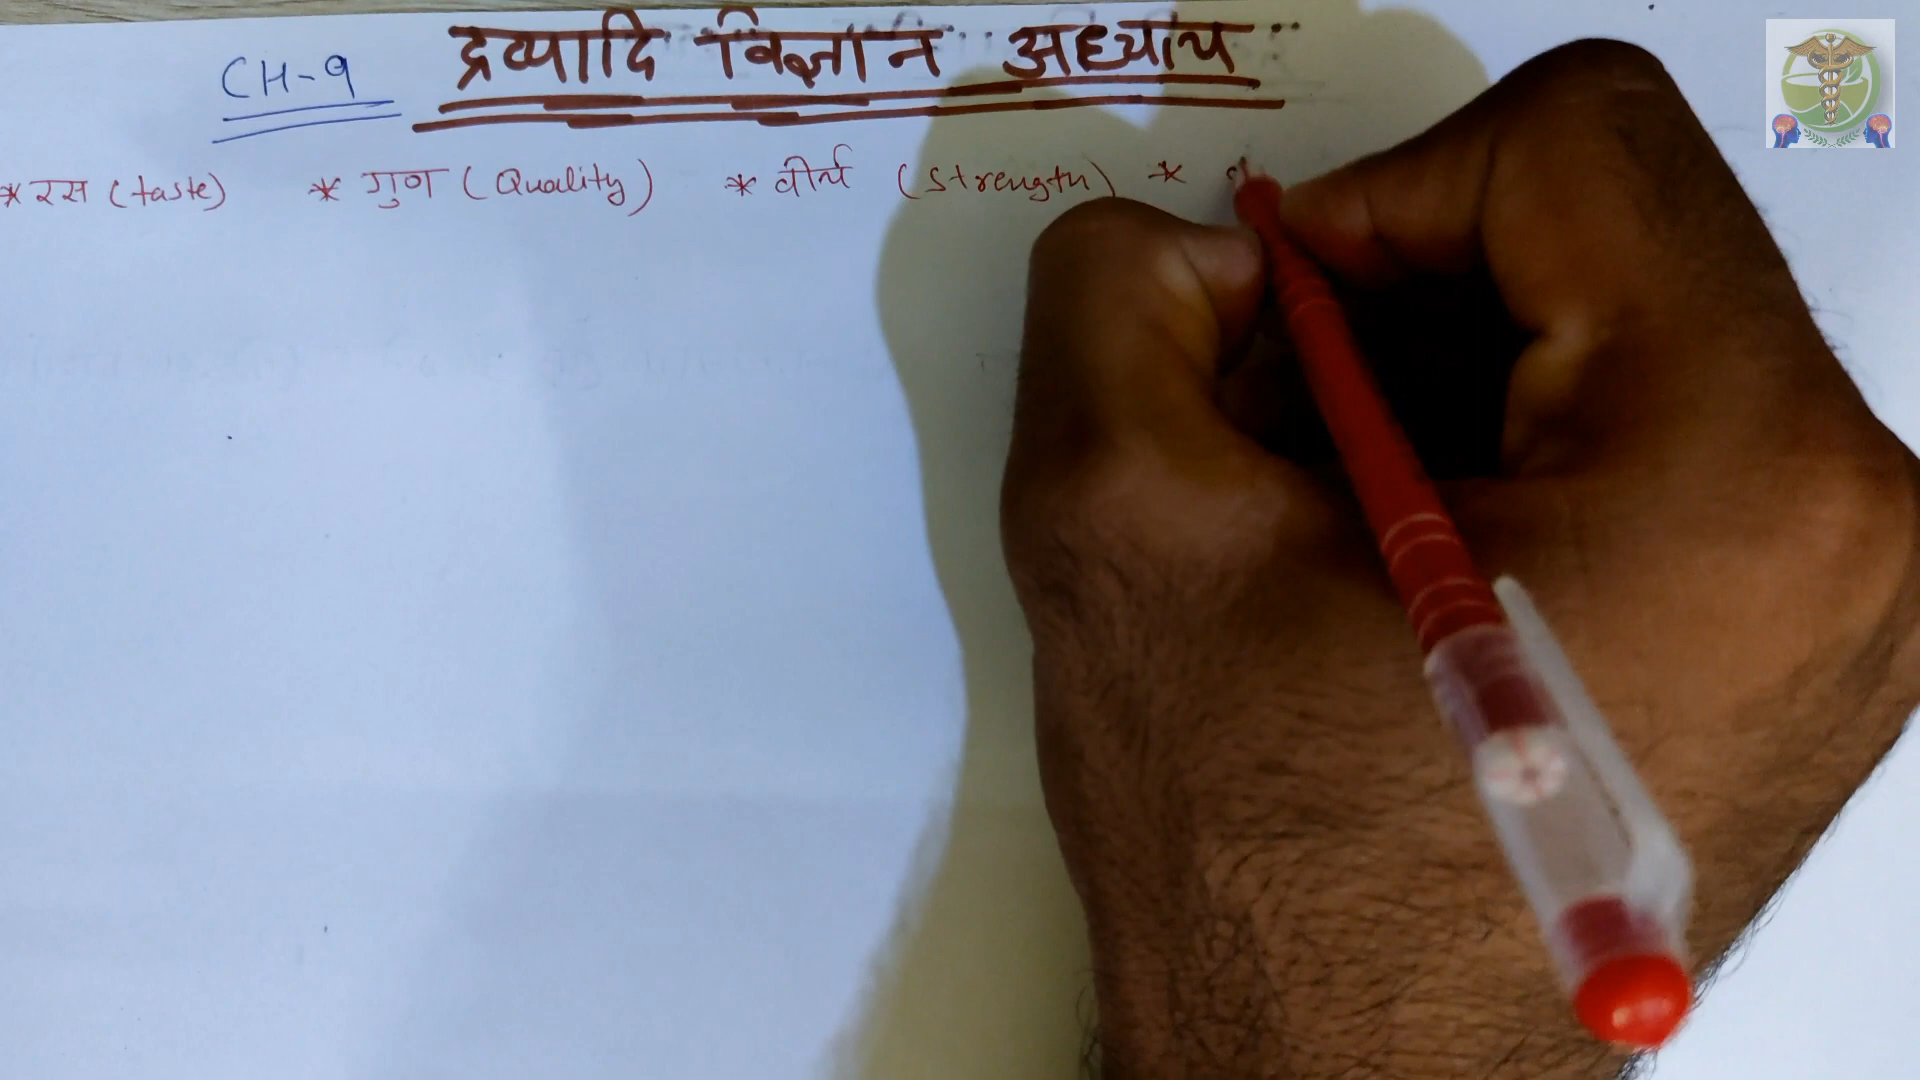 CH-9 द्रव्यादि विज्ञान अध्याय
* रस (taste) * गुण (Quality) * वीर्य (strength) *